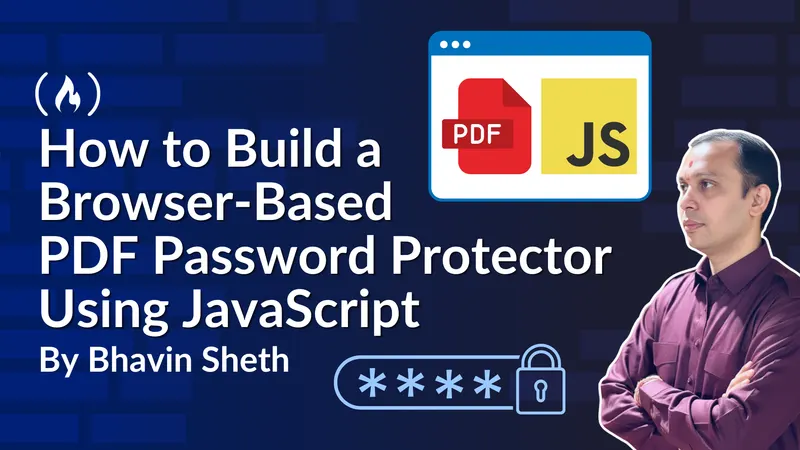 PDF
JS
How to Build a
Browser-Based
PDF Password Protector
Using JavaScript
By Bhavin Sheth
****